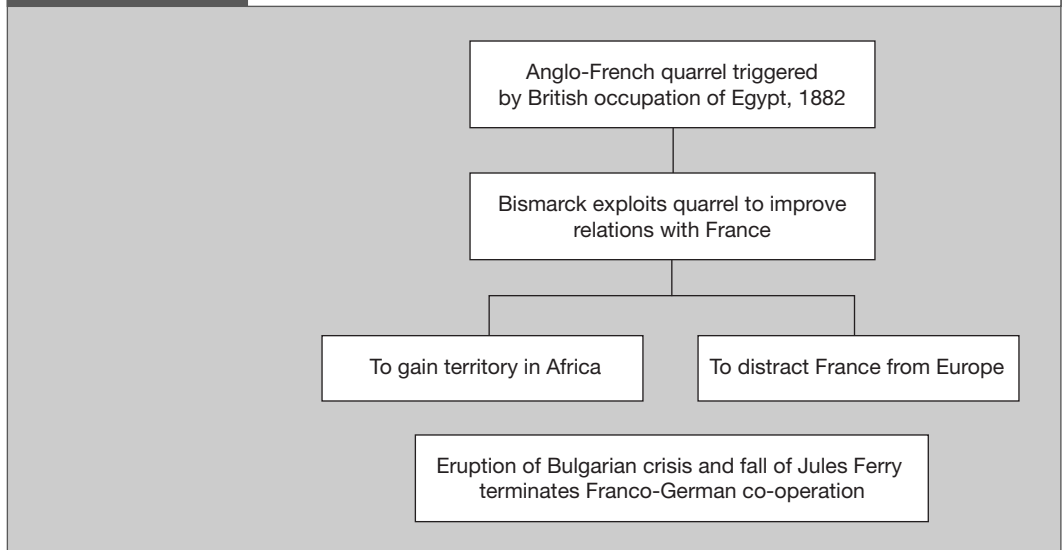 Anglo-French quarrel triggered
by British occupation of Egypt, 1882
Bismarck exploits quarrel to improve
relations with France
To gain territory in Africa
To distract France from Europe
Eruption of Bulgarian crisis and fall of Jules Ferry
terminates Franco-German co-operation